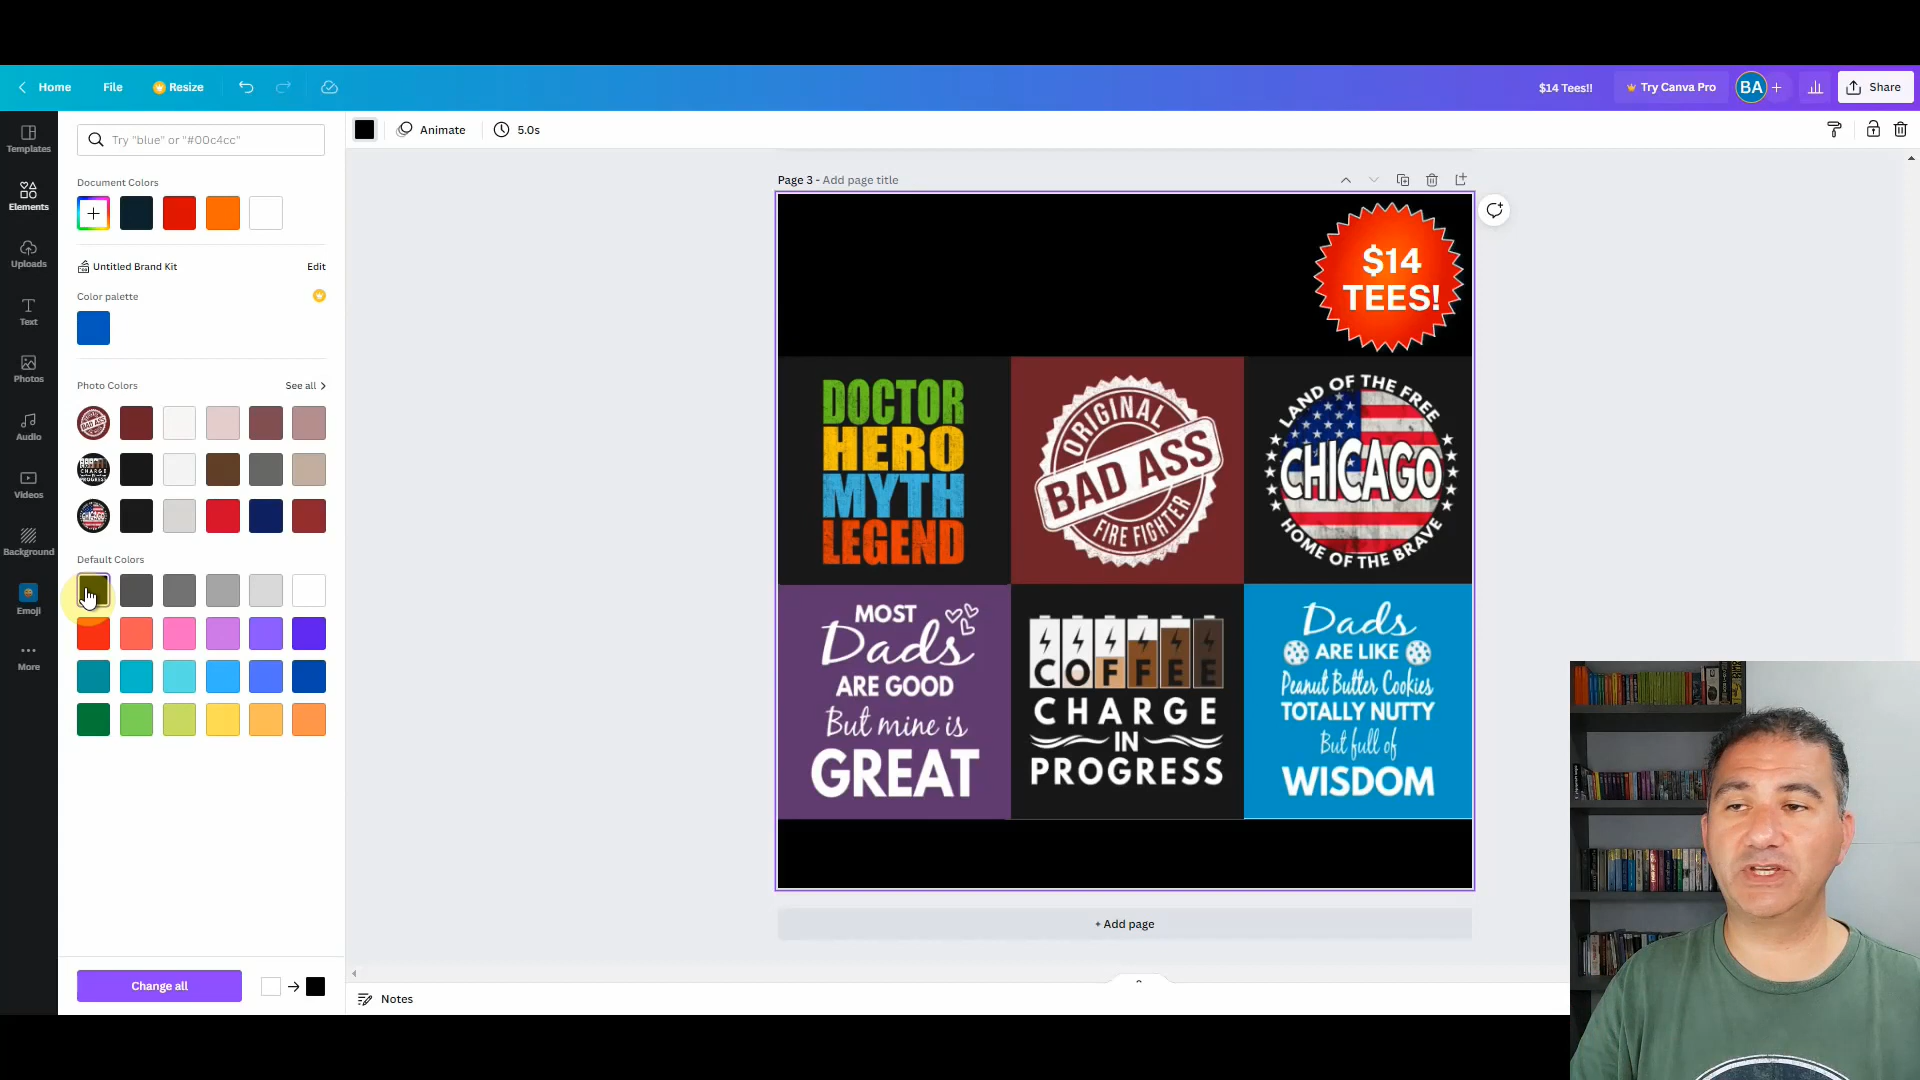 Home
File
Resize
$14 Tees!!
Try Canva Pro
BA
Share
Templates
Elements
Uploads
Text
Photos
Audio
Videos
Background
Emoji
More
Try "blue" or "#00c4cc"
Document Colors
Untitled Brand Kit
Edit
Color palette
Photo Colors
See all
Default Colors
Change all
Animate
5.0s
Page 3 - Add page title
$14
TEES!
DOCTOR
HERO
MYTH
LEGEND
ORIGINAL
BAD ASS
FIRE FIGHTER
LAND OF THE FREE
CHICAGO
HOME OF THE BRAVE
MOST
Dads
ARE GOOD
But mine is
GREAT
COFFEE
CHARGE
IN
PROGRESS
Dads
ARE LIKE
Peanut Butter Cookies
TOTALLY NUTTY
But full of
WISDOM
+ Add page
Notes